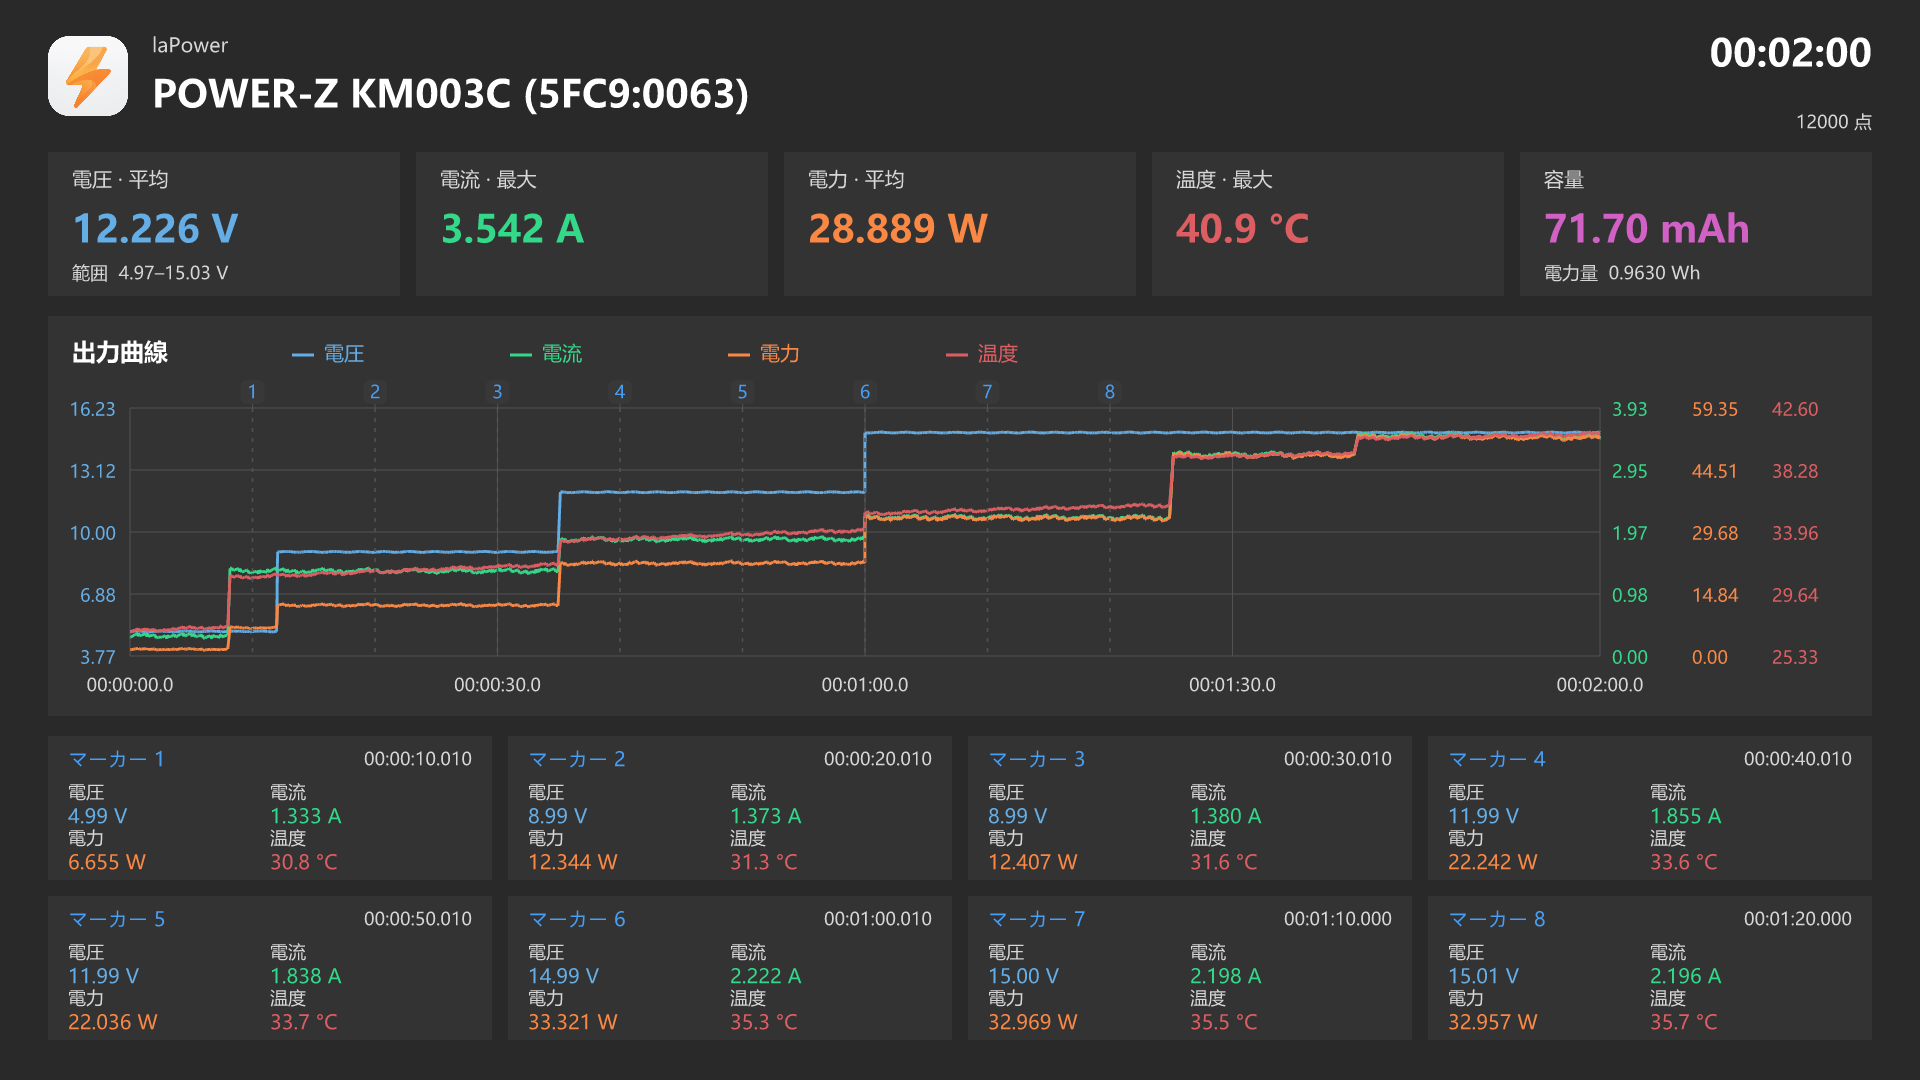 laPower
POWER-Z KM003C (5FC9:0063)
00:02:00
12000 点
電圧 · 平均
12.226 V
範囲 4.97–15.03 V
電流 · 最大
3.542 A
電力 · 平均
28.889 W
温度 · 最大
40.9 °C
容量
71.70 mAh
電力量 0.9630 Wh
出力曲線
電圧
電流
電力
温度
1 2 3 4 5 6 7 8
16.23 3.93 59.35 42.60
13.12 2.95 44.51 38.28
10.00 1.97 29.68 33.96
6.88 0.98 14.84 29.64
3.77 0.00 0.00 25.33
00:00:00.0 00:00:30.0 00:01:00.0 00:01:30.0 00:02:00.0
マーカー 1 00:00:10.010
電圧 電流
4.99 V 1.333 A
電力 温度
6.655 W 30.8 °C
マーカー 2 00:00:20.010
電圧 電流
8.99 V 1.373 A
電力 温度
12.344 W 31.3 °C
マーカー 3 00:00:30.010
電圧 電流
8.99 V 1.380 A
電力 温度
12.407 W 31.6 °C
マーカー 4 00:00:40.010
電圧 電流
11.99 V 1.855 A
電力 温度
22.242 W 33.6 °C
マーカー 5 00:00:50.010
電圧 電流
11.99 V 1.838 A
電力 温度
22.036 W 33.7 °C
マーカー 6 00:01:00.010
電圧 電流
14.99 V 2.222 A
電力 温度
33.321 W 35.3 °C
マーカー 7 00:01:10.000
電圧 電流
15.00 V 2.198 A
電力 温度
32.969 W 35.5 °C
マーカー 8 00:01:20.000
電圧 電流
15.01 V 2.196 A
電力 温度
32.957 W 35.7 °C